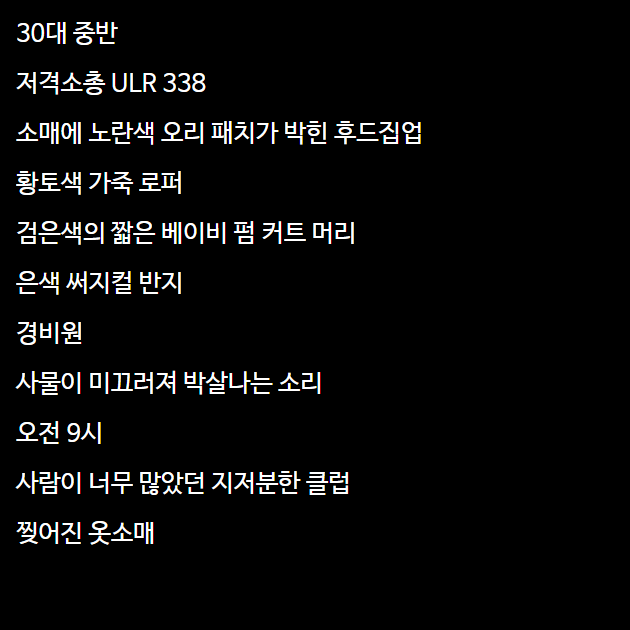 30대 중반
저격소총 ULR 338
소매에 노란색 오리 패치가 박힌 후드집업
황토색 가죽 로퍼
검은색의 짧은 베이비 펌 커트 머리
은색 써지컬 반지
경비원
사물이 미끄러져 박살나는 소리
오전 9시
사람이 너무 많았던 지저분한 클럽
찢어진 옷소매